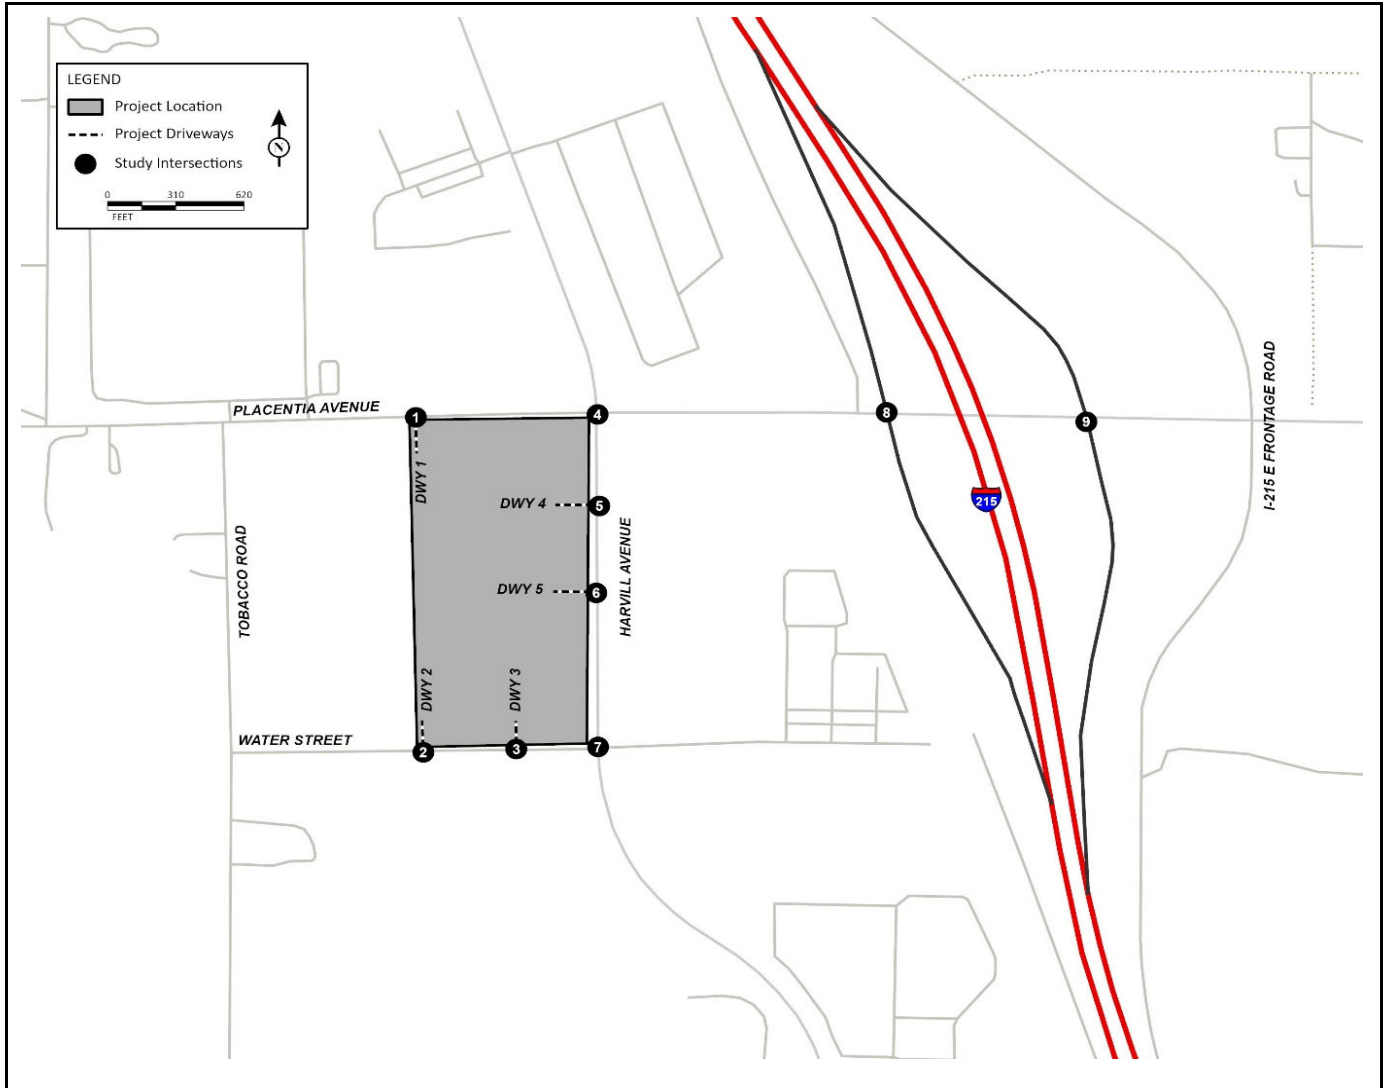 LEGEND
Project Location
Project Driveways
Study Intersections
N
0 310 620
FEET
PLACENTIA AVENUE
1
4
8
9
DWY 1
DWY 4
5
215
I-215 E FRONTAGE ROAD
TOBACCO ROAD
DWY 5
6
HARVILL AVENUE
DWY 2
DWY 3
WATER STREET
2
3
7